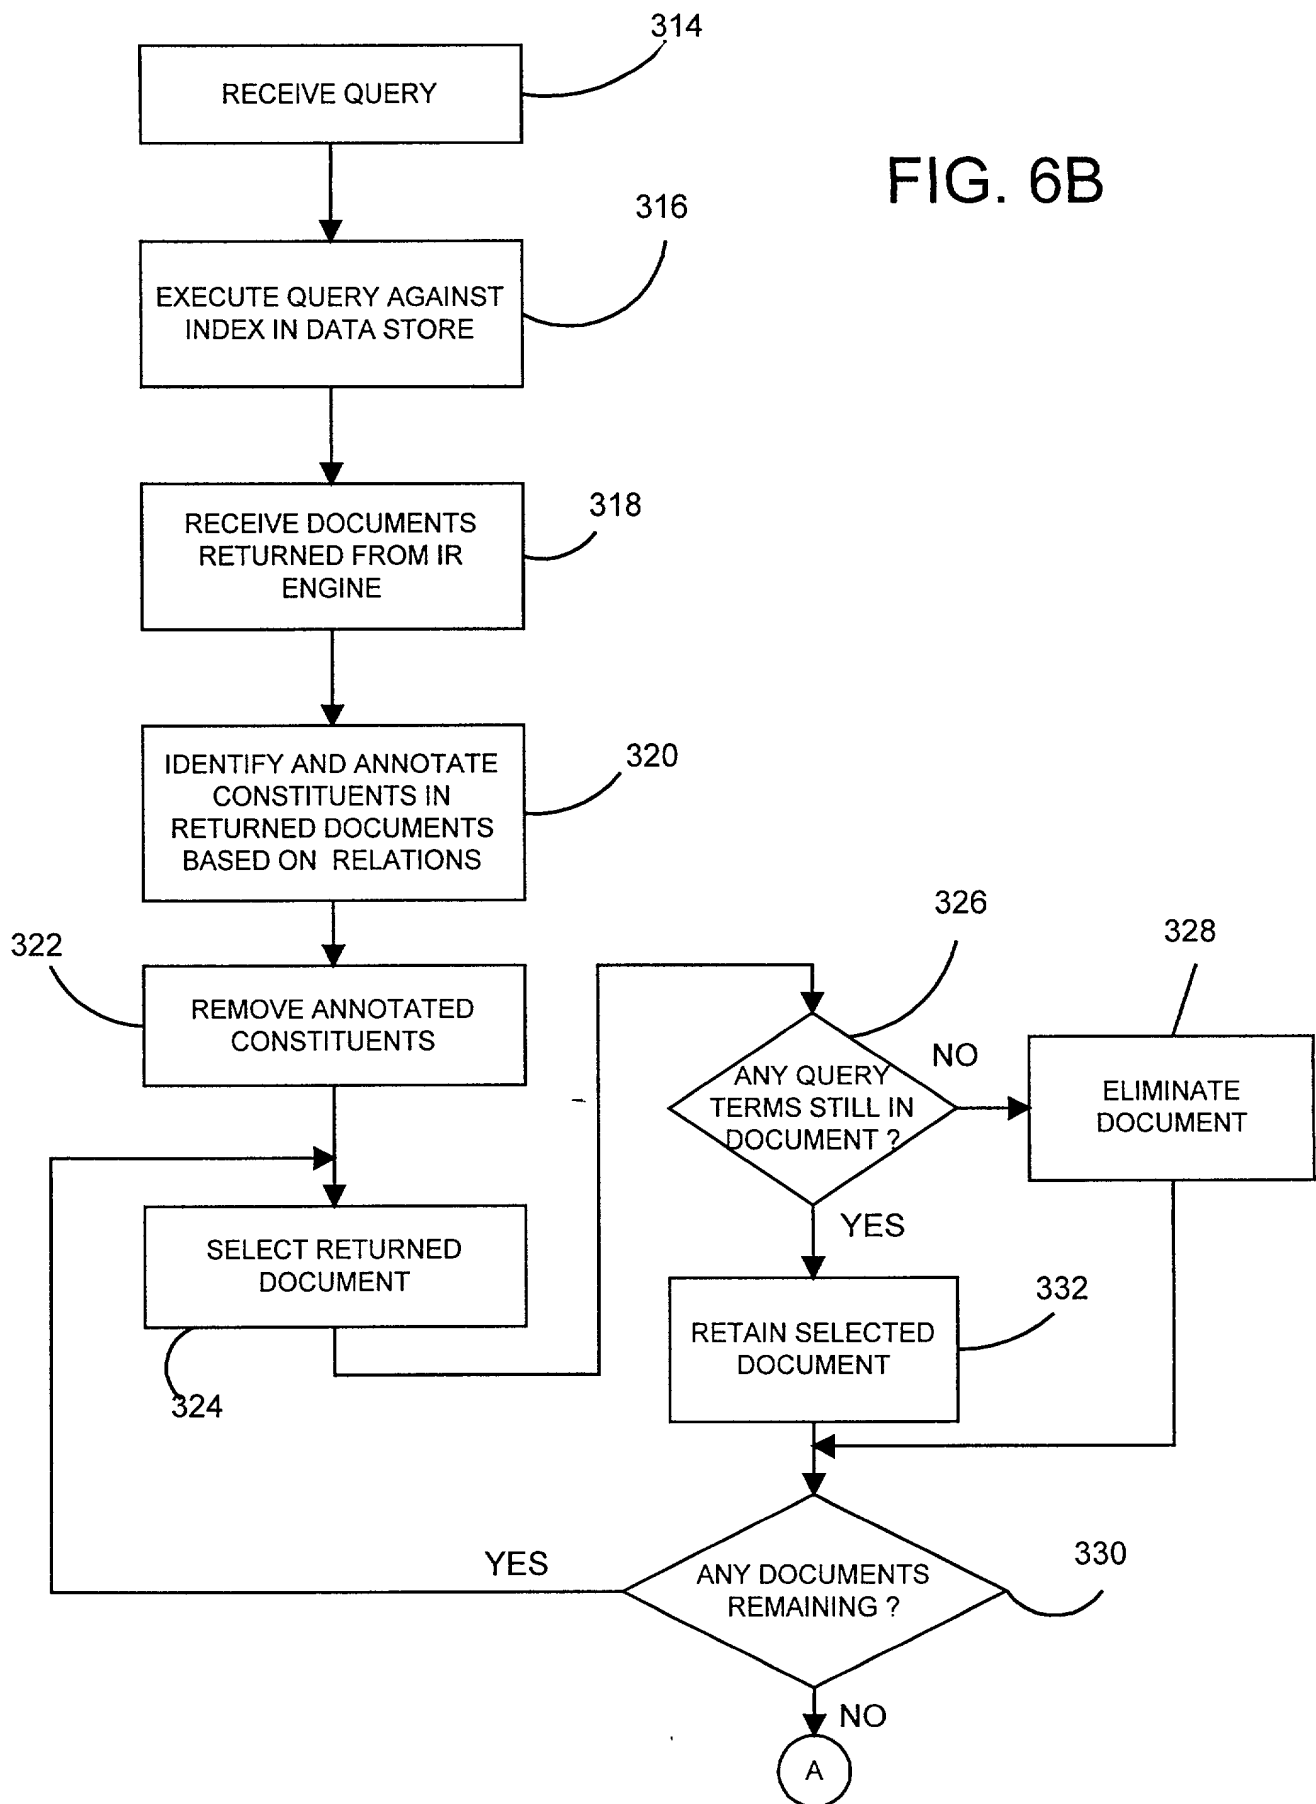 314
RECEIVE QUERY
FIG. 6B
316
EXECUTE QUERY AGAINST
INDEX IN DATA STORE
318
RECEIVE DOCUMENTS
RETURNED FROM IR
ENGINE
320
IDENTIFY AND ANNOTATE
CONSTITUENTS IN
RETURNED DOCUMENTS
BASED ON RELATIONS
322
REMOVE ANNOTATED
CONSTITUENTS
SELECT RETURNED
DOCUMENT
324
326
ANY QUERY
TERMS STILL IN
DOCUMENT ?
NO
328
ELIMINATE
DOCUMENT
YES
332
RETAIN SELECTED
DOCUMENT
330
ANY DOCUMENTS
REMAINING ?
YES
NO
A